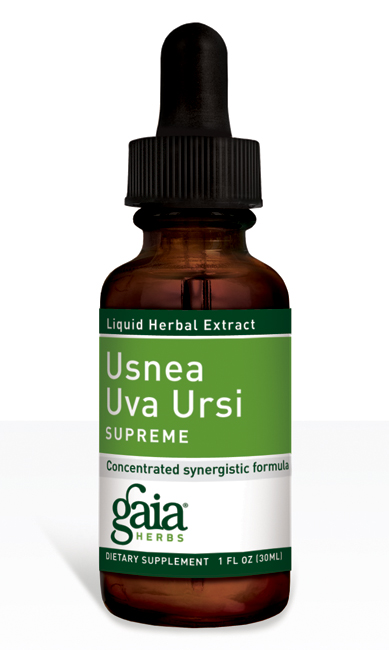 Liquid Herbal Extract
Usnea
Uva Ursi
SUPREME
Concentrated synergistic formula
gaia®
HERBS
DIETARY SUPPLEMENT 1 FL OZ (30ML)